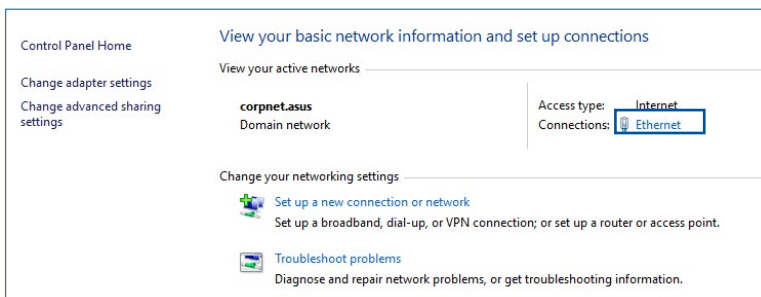 Control Panel Home
Change adapter settings
Change advanced sharing
settings
View your basic network information and set up connections
View your active networks
corpnet.asus
Domain network
Access type: Internet
Connections: Ethernet
Change your networking settings
Set up a new connection or network
Set up a broadband, dial-up, or VPN connection; or set up a router or access point.
Troubleshoot problems
Diagnose and repair network problems, or get troubleshooting information.